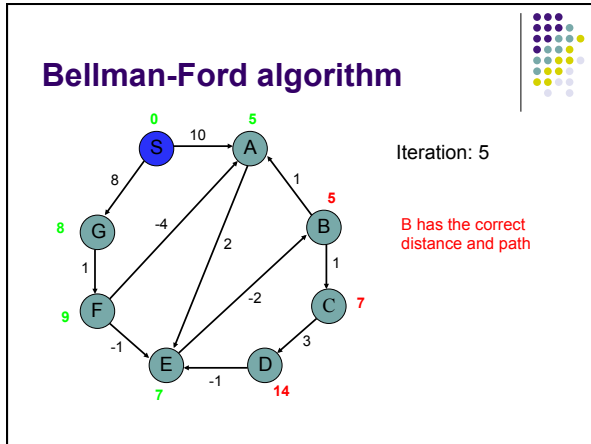 Bellman-Ford algorithm
0
5
S
10
A
Iteration: 5
8
1
5
-4
8
G
B
B has the correct
distance and path
2
1
1
-2
9
F
C
7
-1
3
E
-1
D
7
14